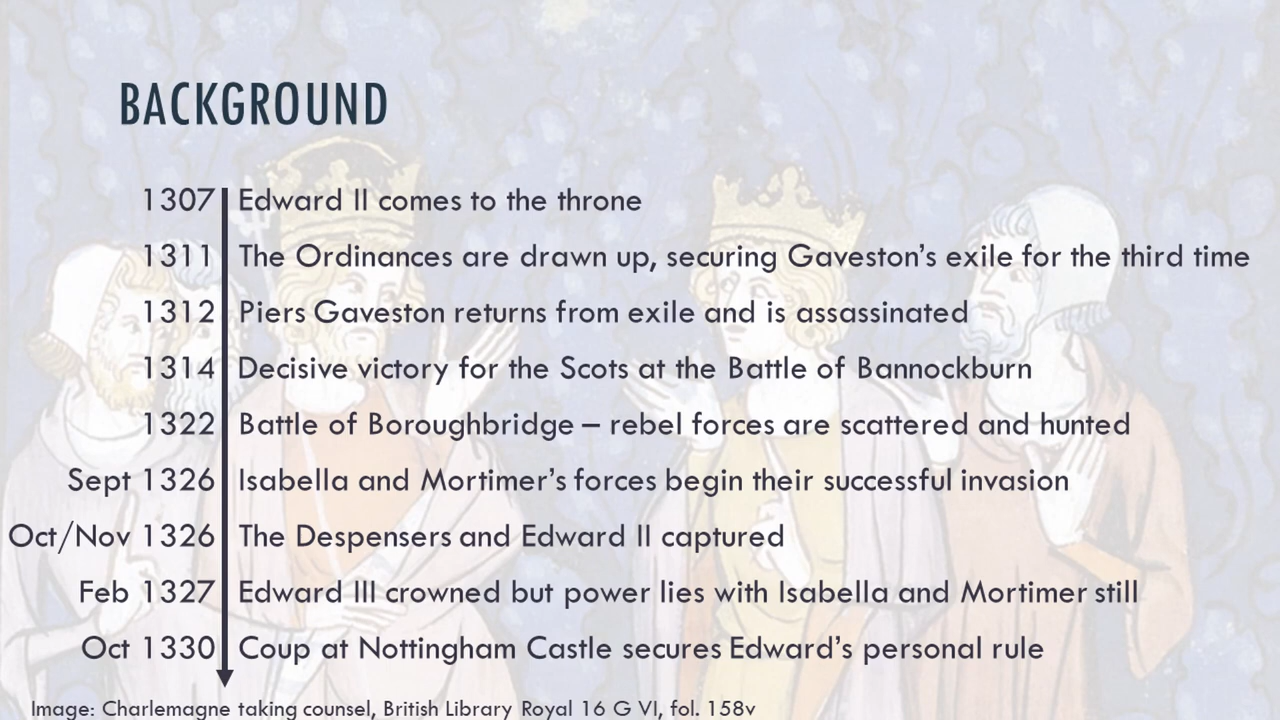 BACKGROUND
1307 Edward II comes to the throne
1311 The Ordinances are drawn up, securing Gaveston’s exile for the third time
1312 Piers Gaveston returns from exile and is assassinated
1314 Decisive victory for the Scots at the Battle of Bannockburn
1322 Battle of Boroughbridge – rebel forces are scattered and hunted
Sept 1326 Isabella and Mortimer’s forces begin their successful invasion
Oct/Nov 1326 The Despensers and Edward II captured
Feb 1327 Edward III crowned but power lies with Isabella and Mortimer still
Oct 1330 Coup at Nottingham Castle secures Edward’s personal rule
Image: Charlemagne taking counsel, British Library Royal 16 G VI, fol. 158v